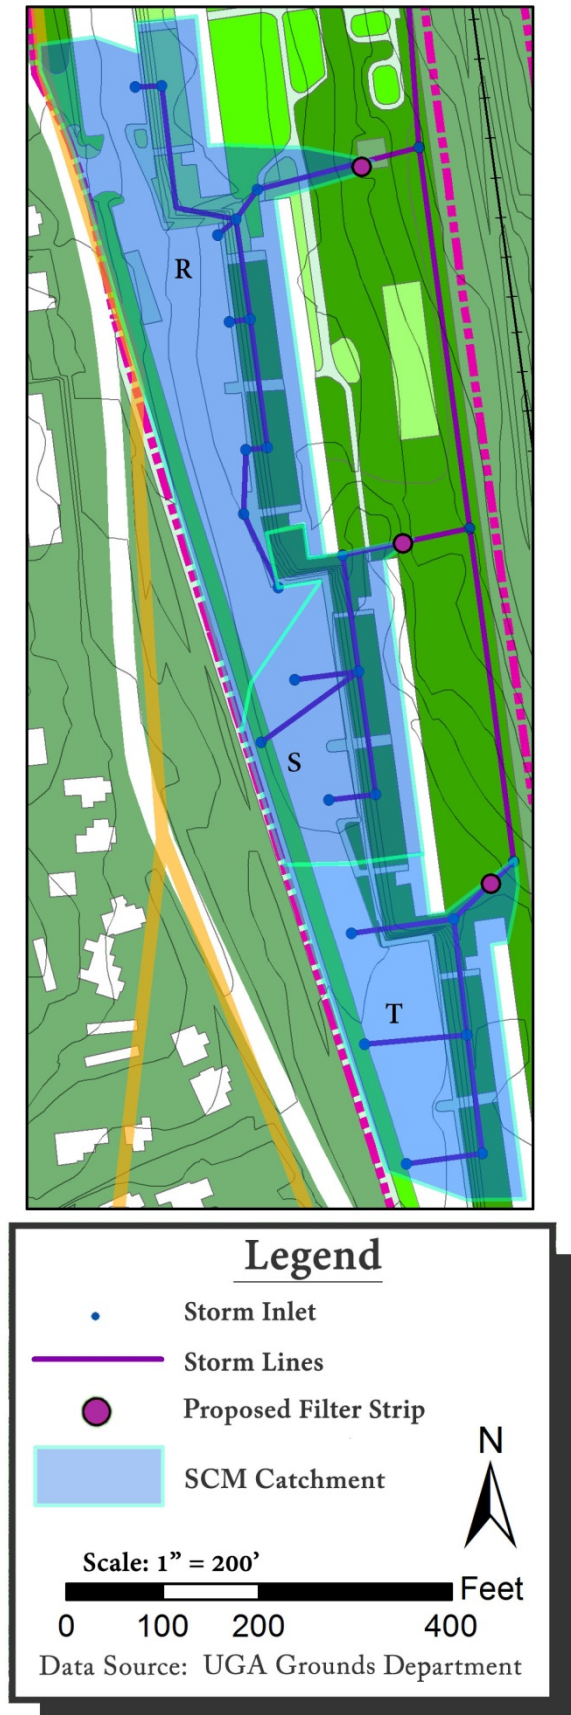 R
S
T
Legend
Storm Inlet
Storm Lines
Proposed Filter Strip
SCM Catchment
N
Scale: 1” = 200’
Feet
0 100 200 400
Data Source: UGA Grounds Department